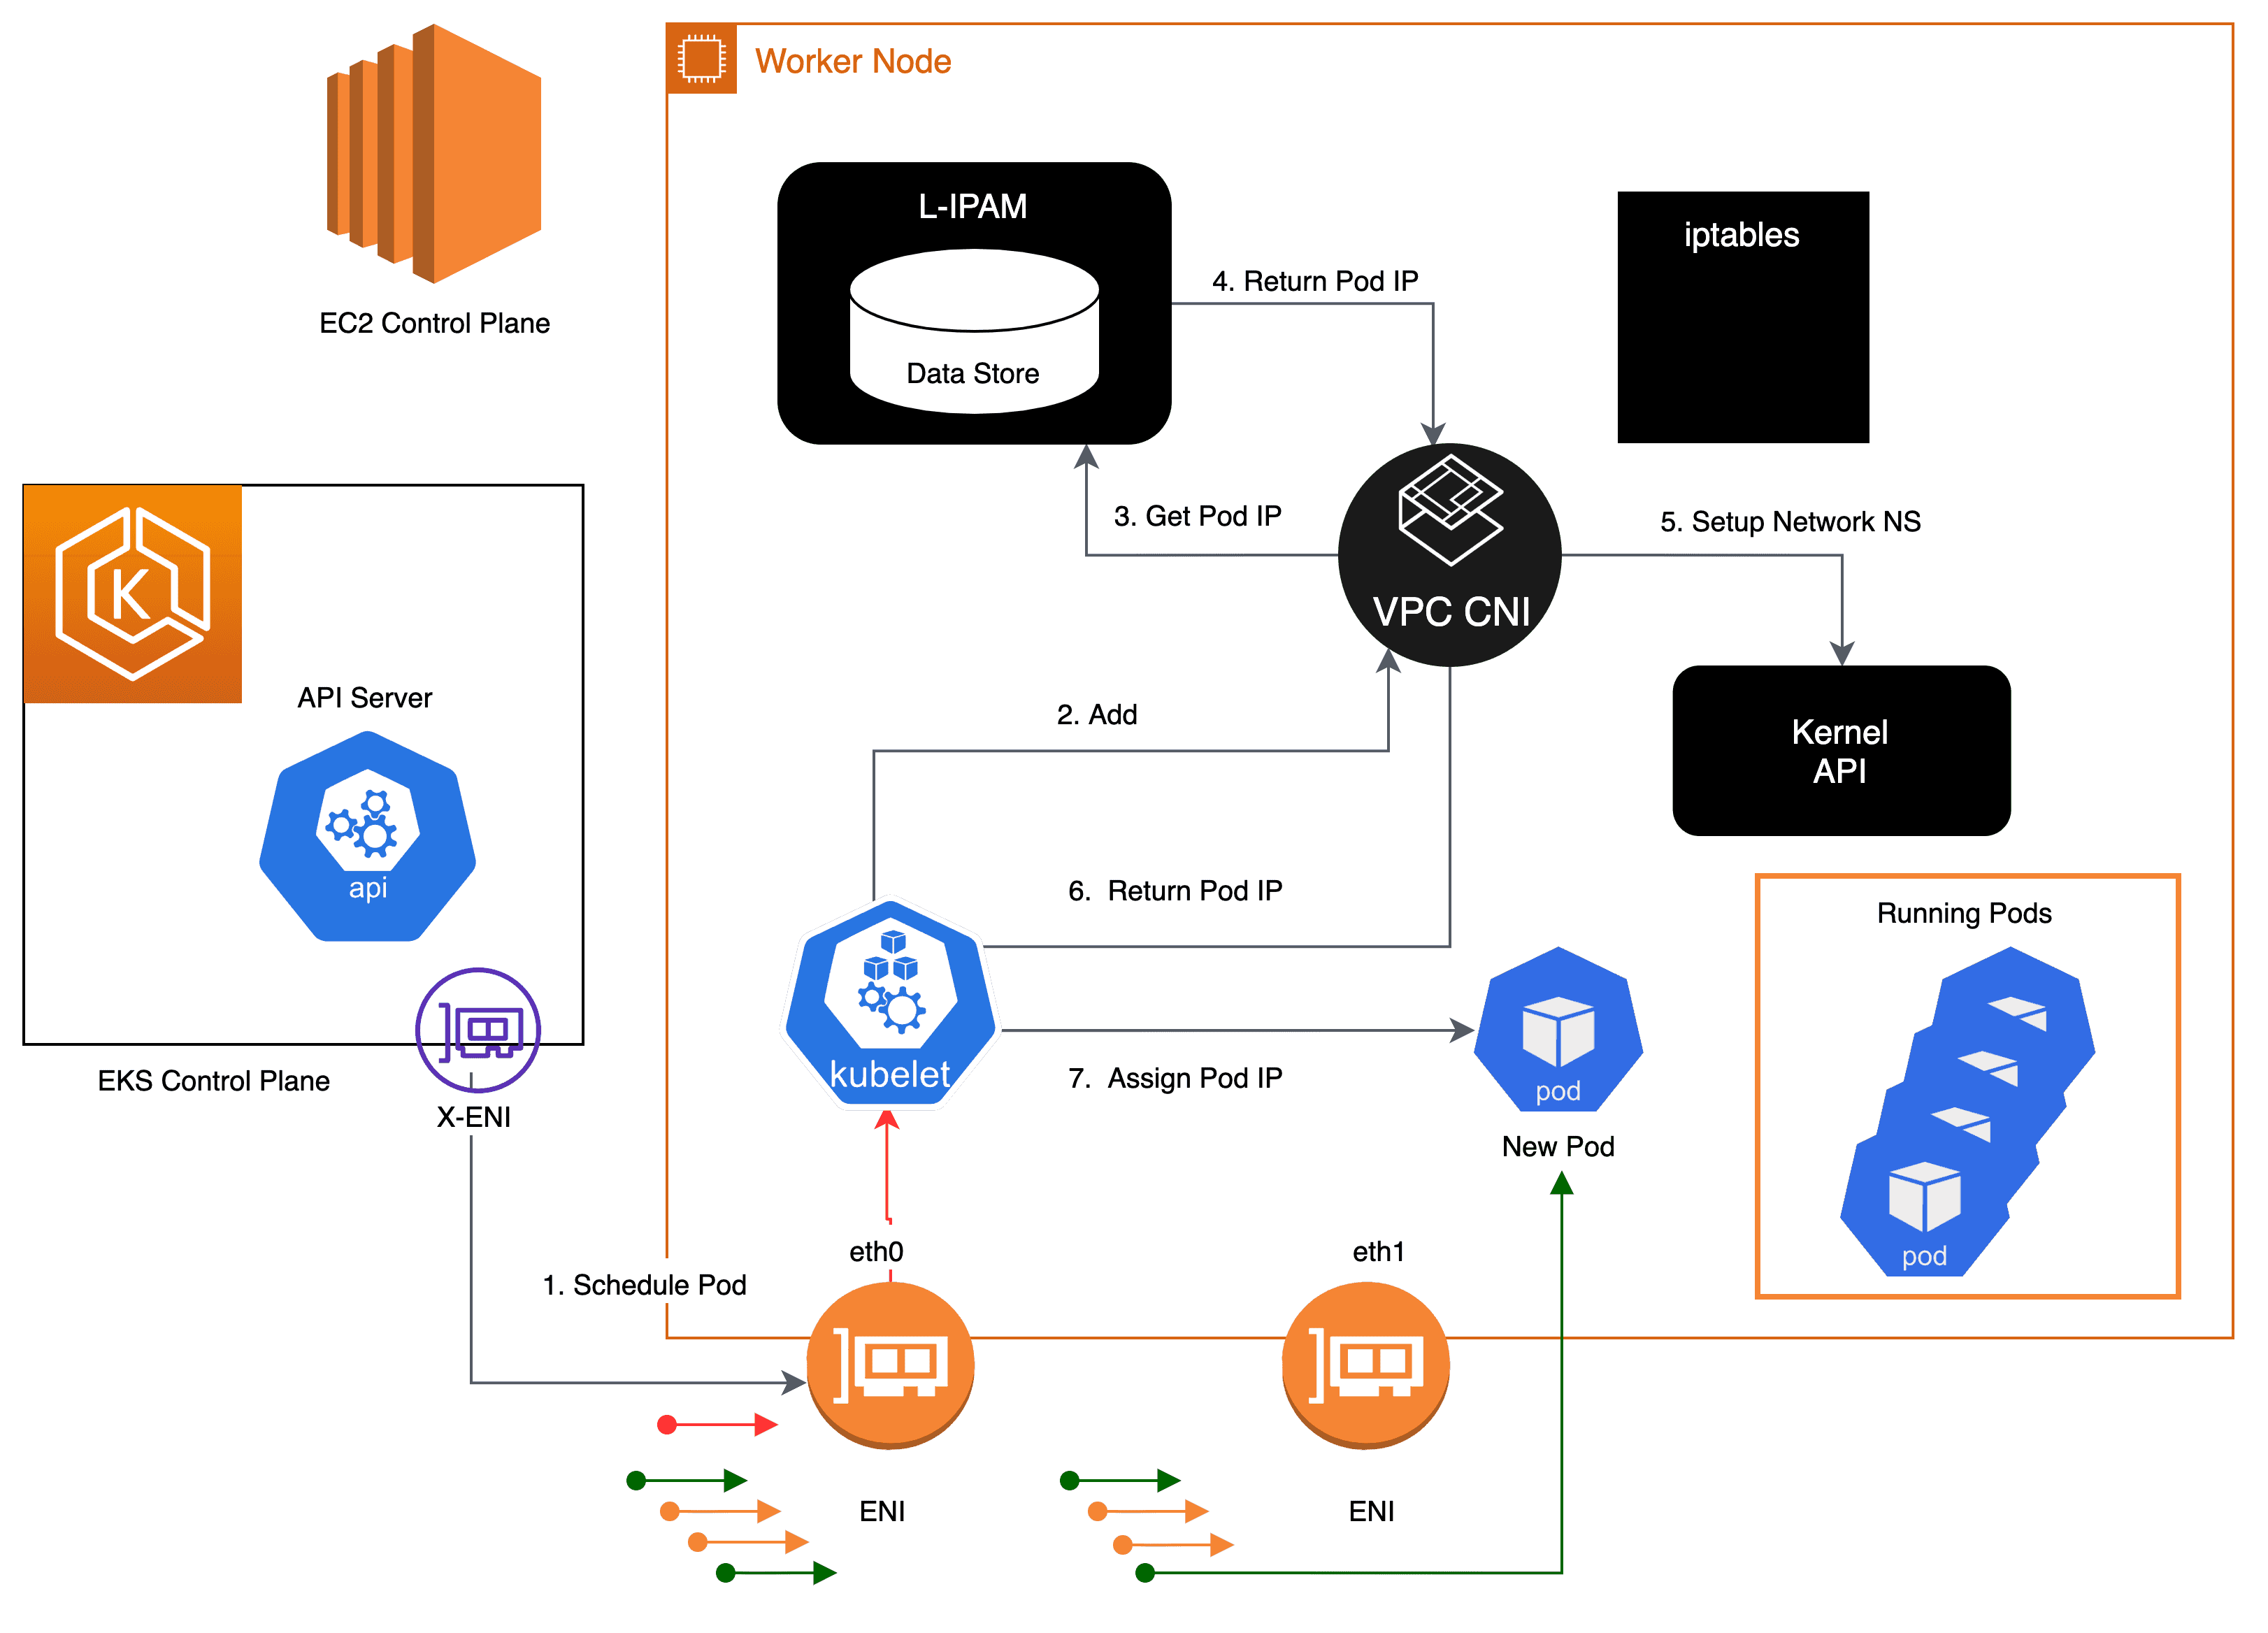 Worker Node
EC2 Control Plane
L-IPAM
Data Store
4. Return Pod IP
iptables
3. Get Pod IP
VPC CNI
5. Setup Network NS
K
API Server
api
2. Add
Kernel
API
6. Return Pod IP
kubelet
7. Assign Pod IP
Running Pods
pod
New Pod
pod
EKS Control Plane
X-ENI
1. Schedule Pod
eth0
eth1
ENI
ENI